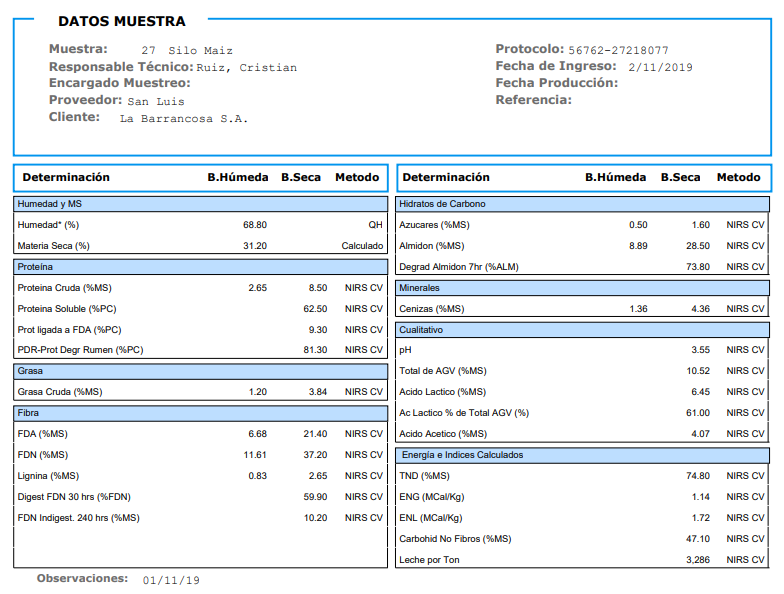 DATOS MUESTRA
Muestra: 27 Silo Maiz
Responsable Técnico: Ruiz, Cristian
Encargado Muestreo:
Proveedor: San Luis
Cliente: La Barrancosa S.A.
Protocolo: 56762-27218077
Fecha de Ingreso: 2/11/2019
Fecha Producción:
Referencia:
Determinación B.Húmeda B.Seca Metodo
Humedad y MS
Humedad* (%) 68.80 QH
Materia Seca (%) 31.20 Calculado
Proteína
Proteina Cruda (%MS) 2.65 8.50 NIRS CV
Proteina Soluble (%PC) 62.50 NIRS CV
Prot ligada a FDA (%PC) 9.30 NIRS CV
PDR-Prot Degr Rumen (%PC) 81.30 NIRS CV
Grasa
Grasa Cruda (%MS) 1.20 3.84 NIRS CV
Fibra
FDA (%MS) 6.68 21.40 NIRS CV
FDN (%MS) 11.61 37.20 NIRS CV
Lignina (%MS) 0.83 2.65 NIRS CV
Digest FDN 30 hrs (%FDN) 59.90 NIRS CV
FDN Indigest. 240 hrs (%MS) 10.20 NIRS CV
Determinación B.Húmeda B.Seca Metodo
Hidratos de Carbono
Azucares (%MS) 0.50 1.60 NIRS CV
Almidon (%MS) 8.89 28.50 NIRS CV
Degrad Almidon 7hr (%ALM) 73.80 NIRS CV
Minerales
Cenizas (%MS) 1.36 4.36 NIRS CV
Cualitativo
pH 3.55 NIRS CV
Total de AGV (%MS) 10.52 NIRS CV
Acido Lactico (%MS) 6.45 NIRS CV
Ac Lactico % de Total AGV (%) 61.00 NIRS CV
Acido Acetico (%MS) 4.07 NIRS CV
Energía e Indices Calculados
TND (%MS) 74.80 NIRS CV
ENG (MCal/Kg) 1.14 NIRS CV
ENL (MCal/Kg) 1.72 NIRS CV
Carbohid No Fibros (%MS) 47.10 NIRS CV
Leche por Ton 3,286 NIRS CV
Observaciones: 01/11/19